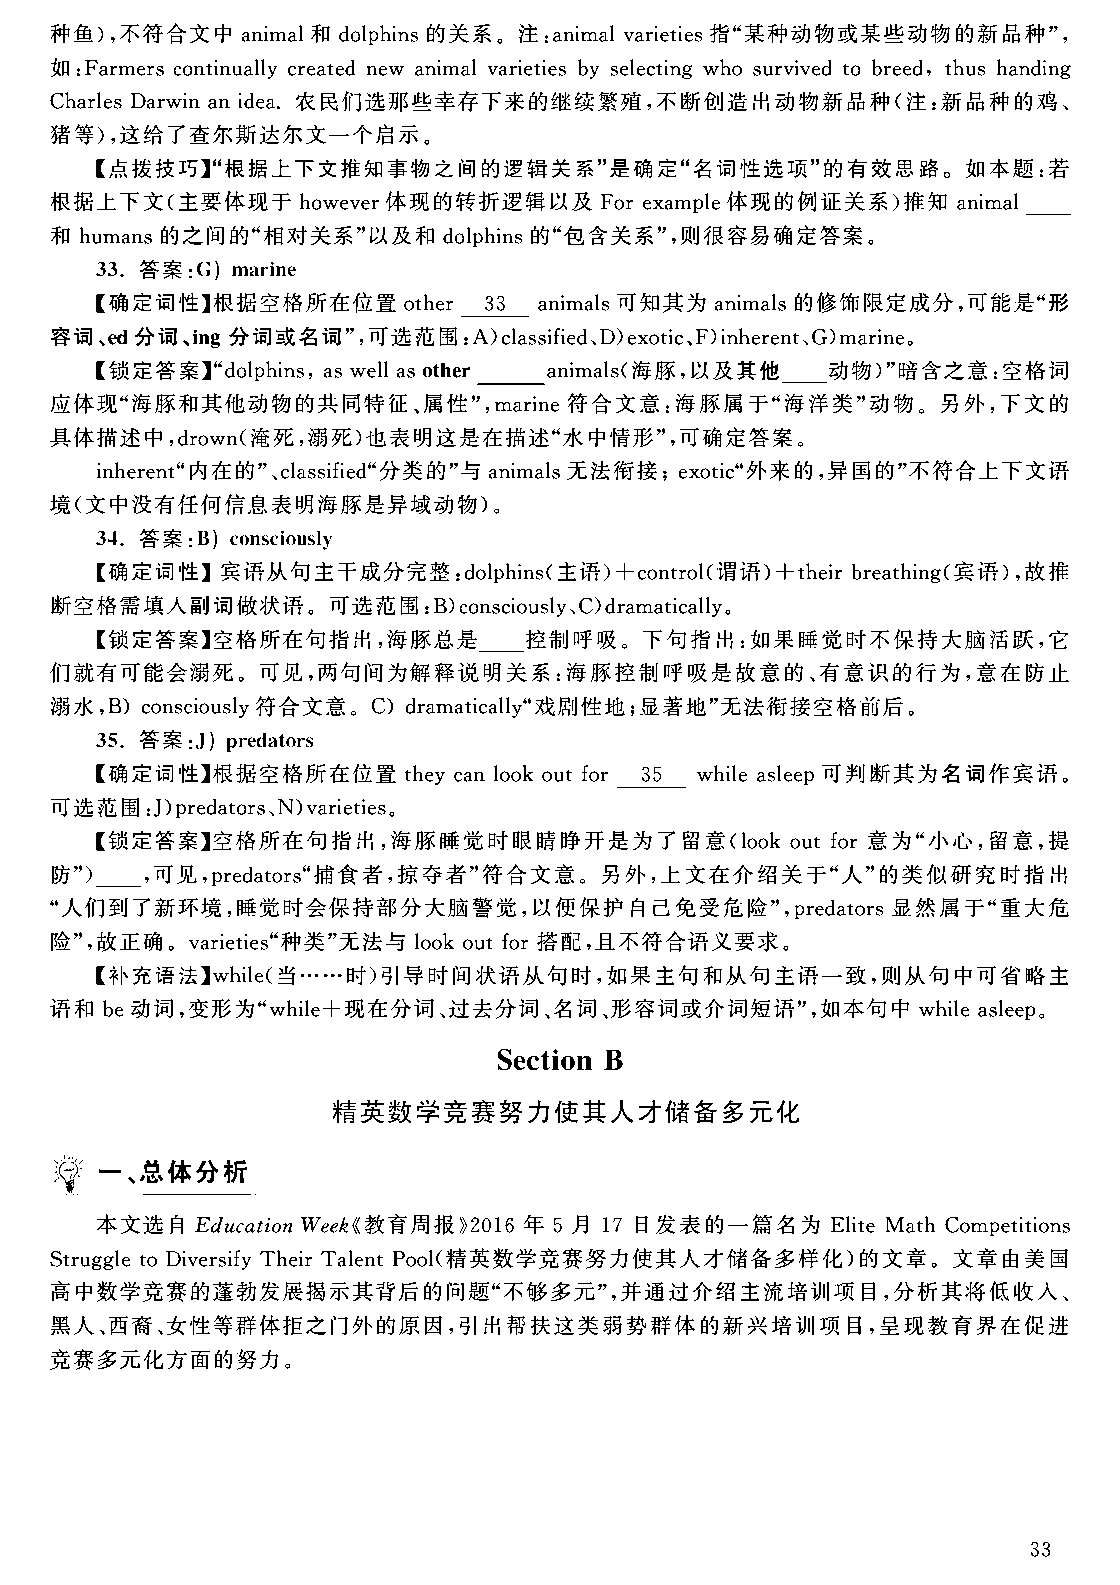 种鱼),不符合文中 animal 和 dolphins 的关系。注:animal varieties 指“某种动物或某些动物的新品种”,
如:Farmers continually created new animal varieties by selecting who survived to breed, thus handing
Charles Darwin an idea. 农民们选那些幸存下来的继续繁殖,不断创造出动物新品种(注:新品种的鸡、
猪等),这给了查尔斯达尔文一个启示。
【点拨技巧】“根据上下文推知事物之间的逻辑关系”是确定“名词性选项”的有效思路。如本题:若
根据上下文(主要体现于 however 体现的转折逻辑以及 For example 体现的例证关系)推知 animal ____
和 humans 的之间的“相对关系”以及和 dolphins 的“包含关系”,则很容易确定答案。
33. 答案:G) marine
【确定词性】根据空格所在位置 other __33__ animals 可知其为 animals 的修饰限定成分,可能是“形
容词、ed 分词、ing 分词或名词”,可选范围:A)classified、D)exotic、F)inherent、G)marine。
【锁定答案】“dolphins, as well as other ______ animals(海豚,以及其他____动物)”暗含之意:空格词
应体现“海豚和其他动物的共同特征、属性”,marine 符合文意:海豚属于“海洋类”动物。另外,下文的
具体描述中,drown(淹死,溺死)也表明这是在描述“水中情形”,可确定答案。
inherent“内在的”、classified“分类的”与 animals 无法衔接; exotic“外来的,异国的”不符合上下文语
境(文中没有任何信息表明海豚是异域动物)。
34. 答案:B) consciously
【确定词性】 宾语从句主干成分完整:dolphins(主语)+control(谓语)+their breathing(宾语),故推
断空格需填入副词做状语。可选范围:B)consciously、C)dramatically。
【锁定答案】空格所在句指出,海豚总是____控制呼吸。下句指出:如果睡觉时不保持大脑活跃,它
们就有可能会溺死。可见,两句间为解释说明关系:海豚控制呼吸是故意的、有意识的行为,意在防止
溺水,B) consciously 符合文意。C) dramatically“戏剧性地;显著地”无法衔接空格前后。
35. 答案:J) predators
【确定词性】根据空格所在位置 they can look out for __35__ while asleep 可判断其为名词作宾语。
可选范围:J)predators、N)varieties。
【锁定答案】空格所在句指出,海豚睡觉时眼睛睁开是为了留意(look out for 意为“小心,留意,提
防”)____,可见,predators“捕食者,掠夺者”符合文意。另外,上文在介绍关于“人”的类似研究时指出
“人们到了新环境,睡觉时会保持部分大脑警觉,以便保护自己免受危险”,predators 显然属于“重大危
险”,故正确。varieties“种类”无法与 look out for 搭配,且不符合语义要求。
【补充语法】while(当……时)引导时间状语从句时,如果主句和从句主语一致,则从句中可省略主
语和 be 动词,变形为“while+现在分词、过去分词、名词、形容词或介词短语”,如本句中 while asleep。
Section B
精英数学竞赛努力使其人才储备多元化
一、总体分析
本文选自 Education Week《教育周报》2016 年 5 月 17 日发表的一篇名为 Elite Math Competitions
Struggle to Diversify Their Talent Pool(精英数学竞赛努力使其人才储备多样化)的文章。文章由美国
高中数学竞赛的蓬勃发展揭示其背后的问题“不够多元”,并通过介绍主流培训项目,分析其将低收入、
黑人、西裔、女性等群体拒之门外的原因,引出帮扶这类弱势群体的新兴培训项目,呈现教育界在促进
竞赛多元化方面的努力。
33